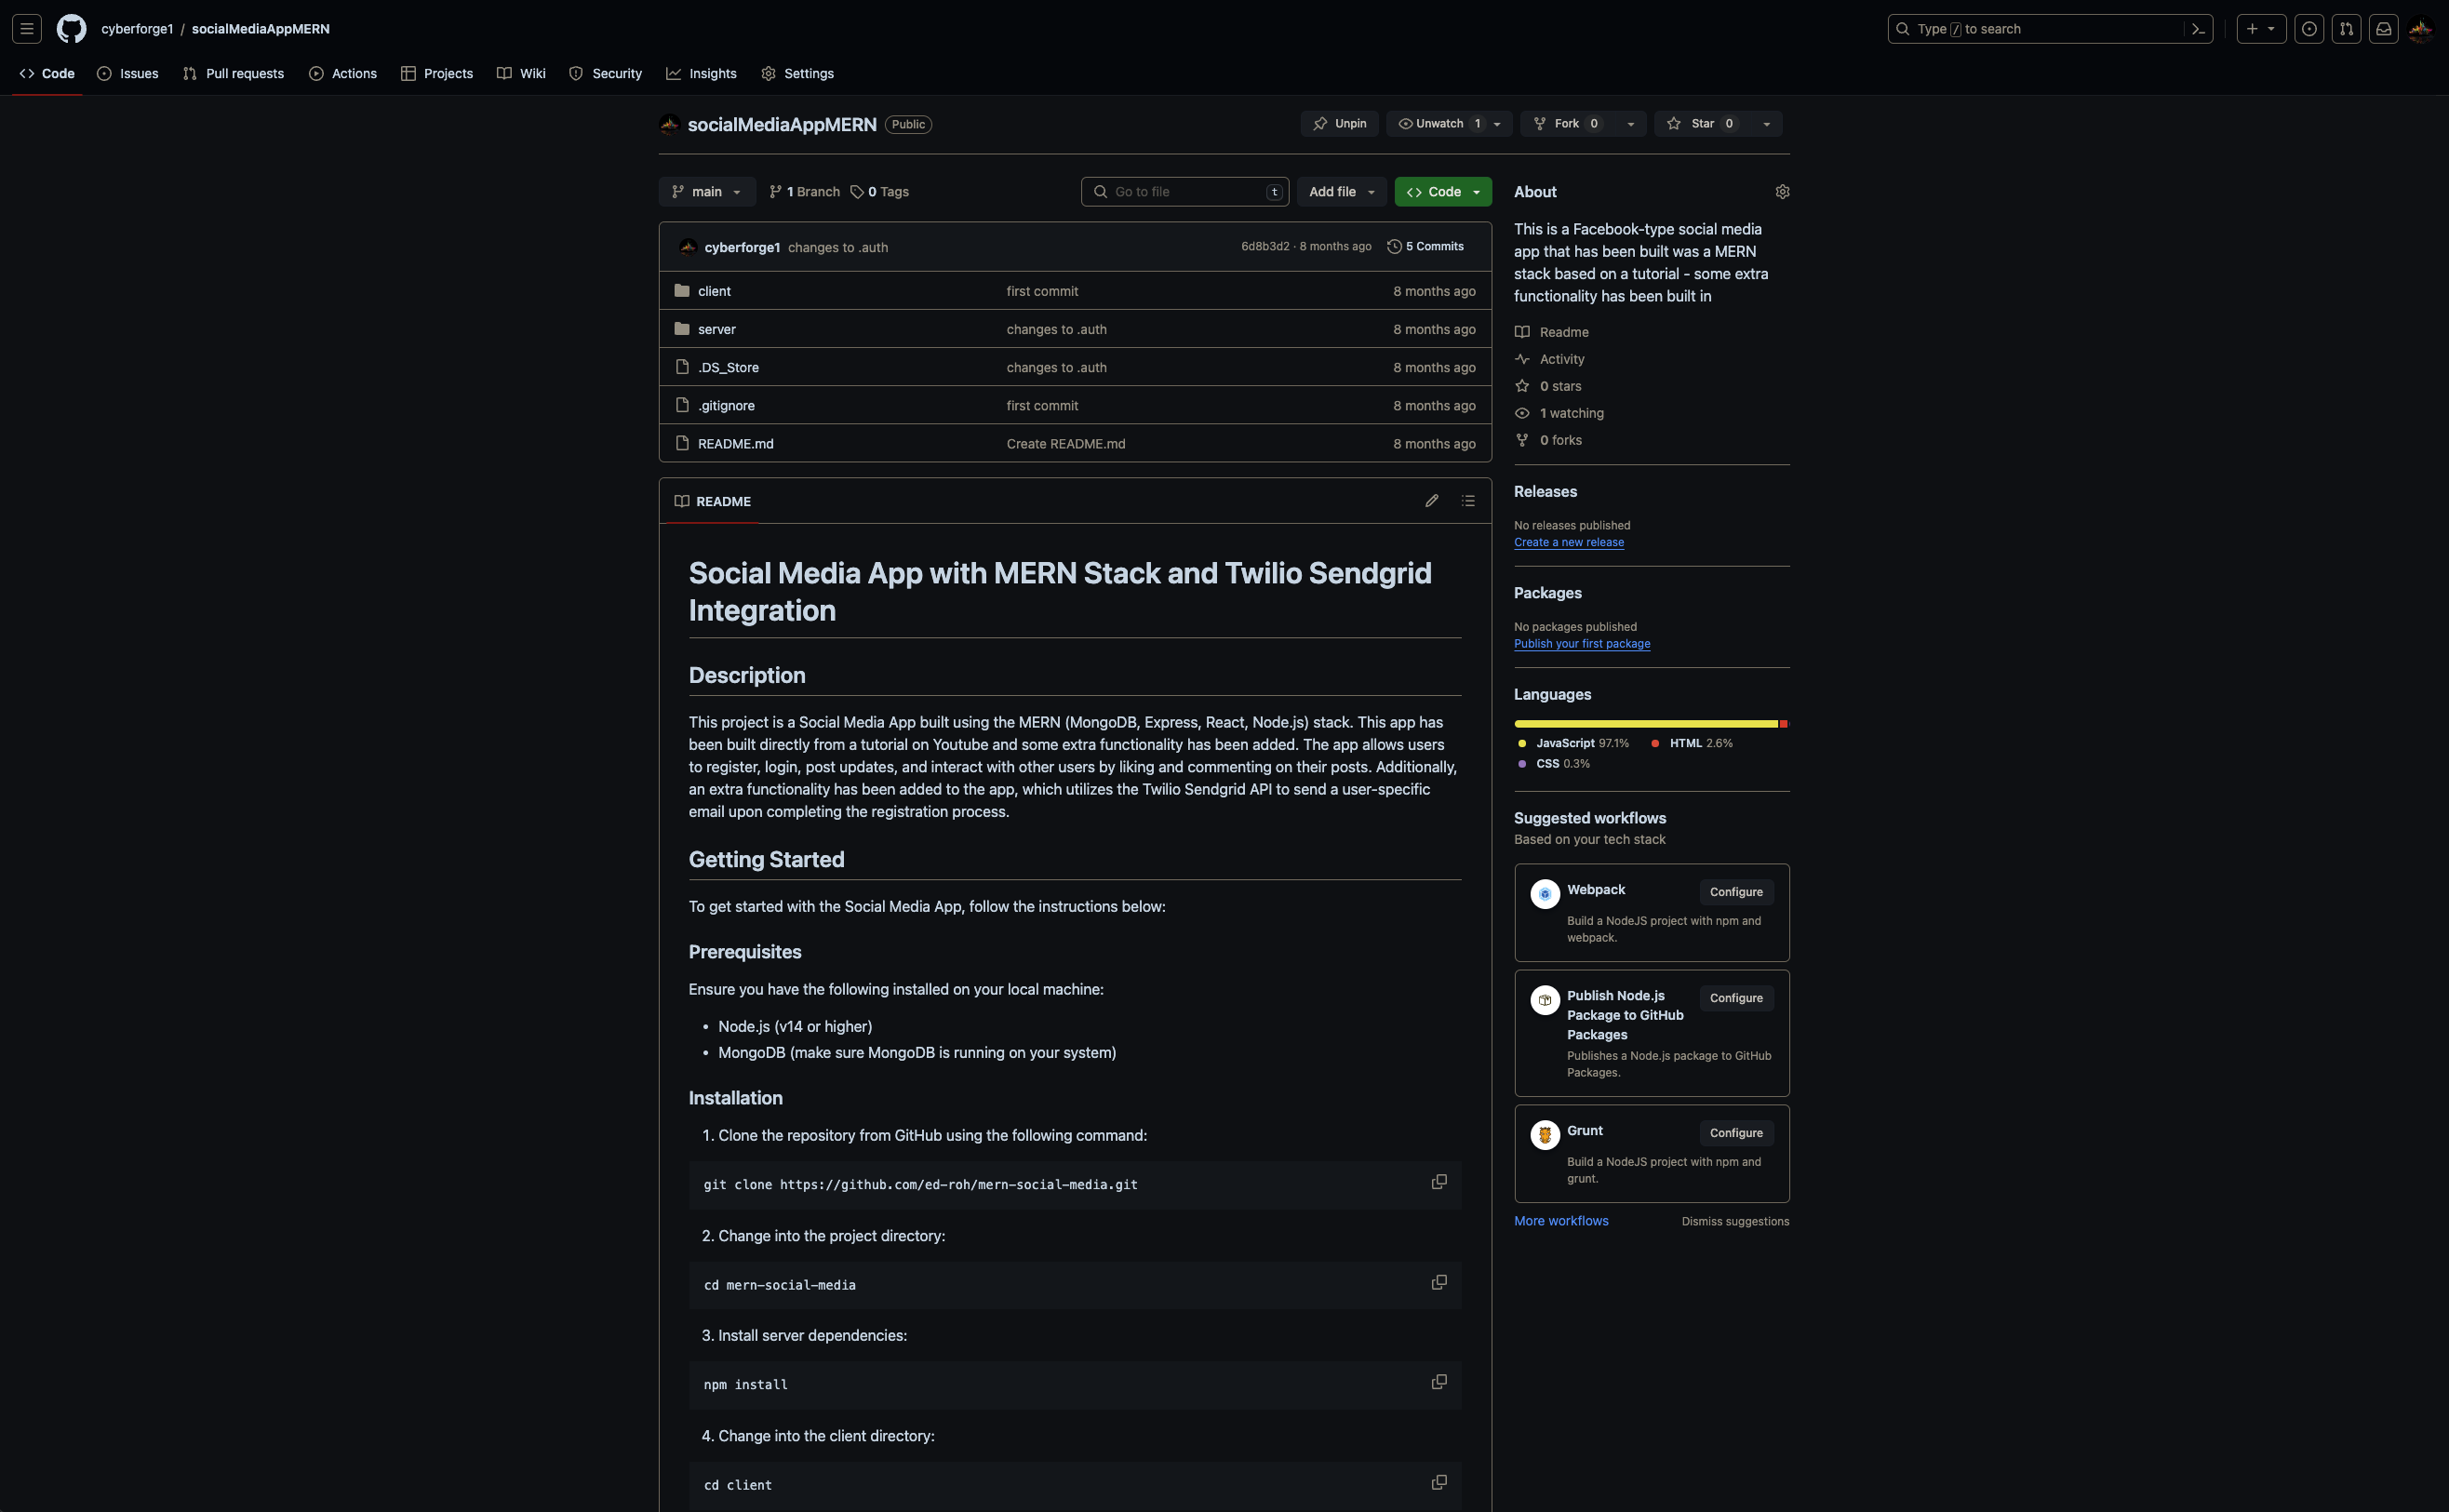 cyberforge1 / socialMediaAppMERN
Type / to search
Code Issues Pull requests Actions Projects Wiki Security Insights Settings
socialMediaAppMERN Public
Unpin Unwatch 1 Fork 0 Star 0
main 1 Branch 0 Tags
Go to file t Add file Code
cyberforge1 changes to .auth 6d8b3d2 · 8 months ago 5 Commits
client first commit 8 months ago
server changes to .auth 8 months ago
.DS_Store changes to .auth 8 months ago
.gitignore first commit 8 months ago
README.md Create README.md 8 months ago
README
Social Media App with MERN Stack and Twilio Sendgrid
Integration
Description
This project is a Social Media App built using the MERN (MongoDB, Express, React, Node.js) stack. This app has
been built directly from a tutorial on Youtube and some extra functionality has been added. The app allows users
to register, login, post updates, and interact with other users by liking and commenting on their posts. Additionally,
an extra functionality has been added to the app, which utilizes the Twilio Sendgrid API to send a user-specific
email upon completing the registration process.
Getting Started
To get started with the Social Media App, follow the instructions below:
Prerequisites
Ensure you have the following installed on your local machine:
• Node.js (v14 or higher)
• MongoDB (make sure MongoDB is running on your system)
Installation
1. Clone the repository from GitHub using the following command:
git clone https://github.com/ed-roh/mern-social-media.git
2. Change into the project directory:
cd mern-social-media
3. Install server dependencies:
npm install
4. Change into the client directory:
cd client
About
This is a Facebook-type social media
app that has been built was a MERN
stack based on a tutorial - some extra
functionality has been built in
Readme
Activity
0 stars
1 watching
0 forks
Releases
No releases published
Create a new release
Packages
No packages published
Publish your first package
Languages
JavaScript 97.1% HTML 2.6%
CSS 0.3%
Suggested workflows
Based on your tech stack
Webpack Configure
Build a NodeJS project with npm and
webpack.
Publish Node.js Configure
Package to GitHub
Packages
Publishes a Node.js package to GitHub
Packages.
Grunt Configure
Build a NodeJS project with npm and
grunt.
More workflows Dismiss suggestions